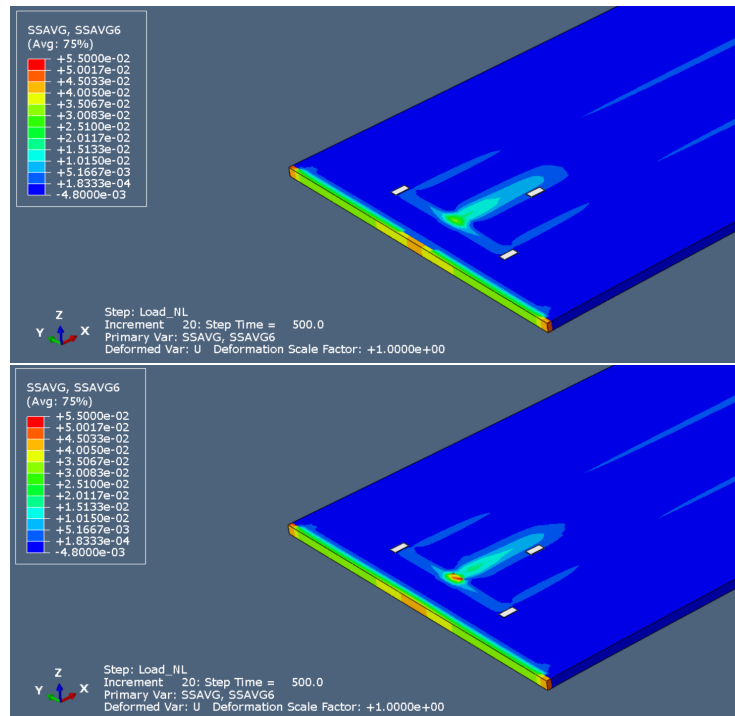 SSAVG, SSAVG6
(Avg: 75%)
+5.5000e-02
+5.0017e-02
+4.5033e-02
+4.0050e-02
+3.5067e-02
+3.0083e-02
+2.5100e-02
+2.0117e-02
+1.5133e-02
+1.0150e-02
+5.1667e-03
+1.8333e-04
-4.8000e-03
Z
Y
X
Step: Load_NL
Increment 20: Step Time = 500.0
Primary Var: SSAVG, SSAVG6
Deformed Var: U Deformation Scale Factor: +1.0000e+00
SSAVG, SSAVG6
(Avg: 75%)
+5.5000e-02
+5.0017e-02
+4.5033e-02
+4.0050e-02
+3.5067e-02
+3.0083e-02
+2.5100e-02
+2.0117e-02
+1.5133e-02
+1.0150e-02
+5.1667e-03
+1.8333e-04
-4.8000e-03
Z
Y
X
Step: Load_NL
Increment 20: Step Time = 500.0
Primary Var: SSAVG, SSAVG6
Deformed Var: U Deformation Scale Factor: +1.0000e+00